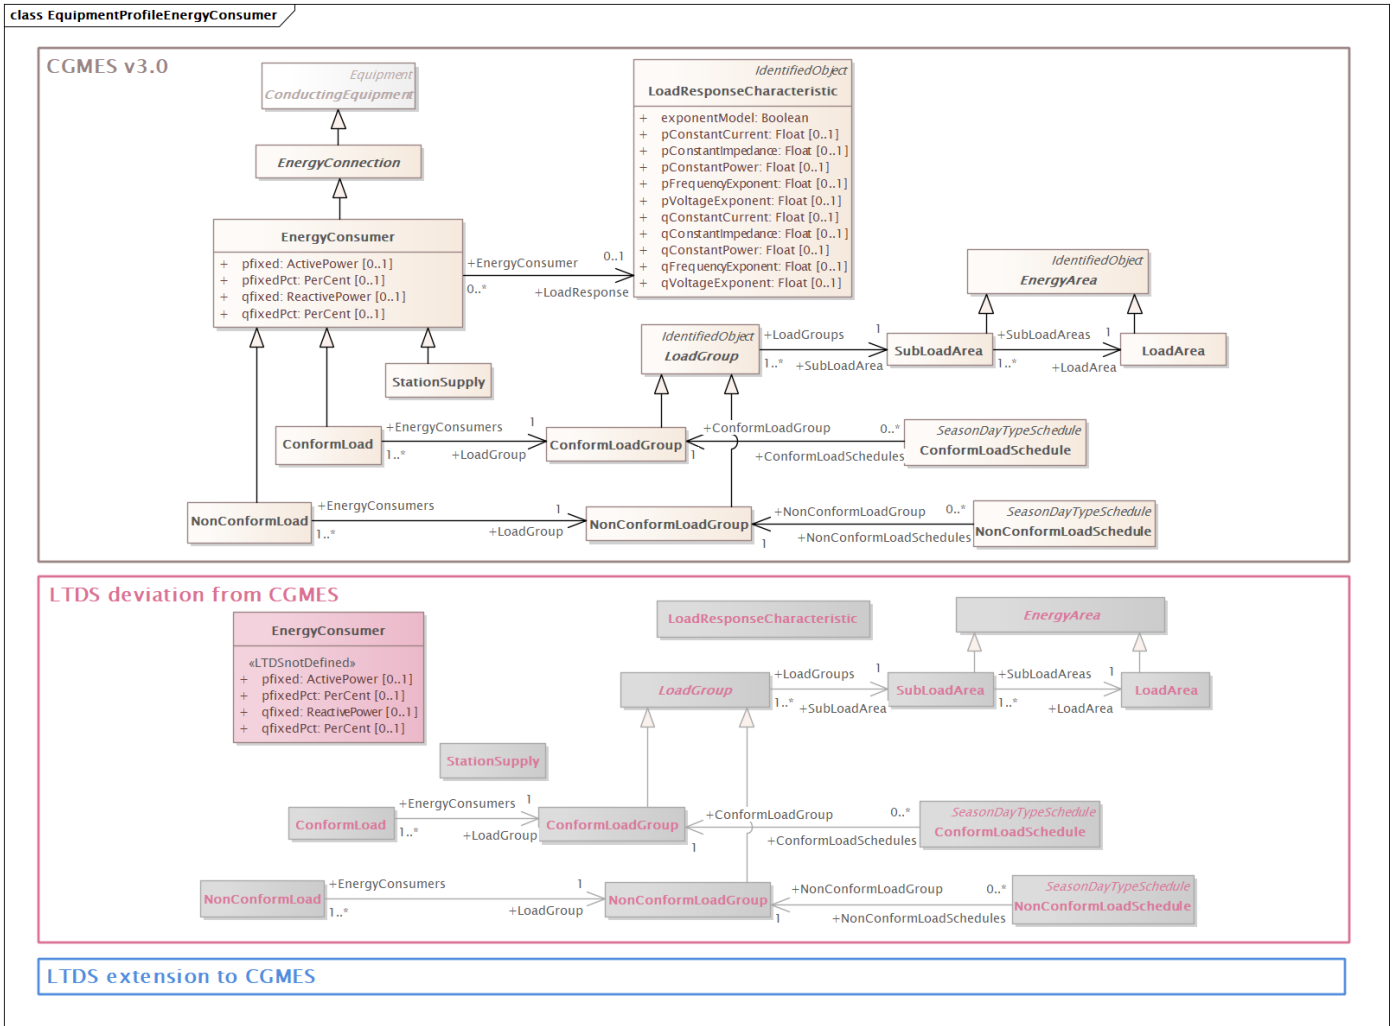 class EquipmentProfileEnergyConsumer
CGMES v3.0
Equipment
ConductingEquipment
EnergyConnection
EnergyConsumer
+ pfixed: ActivePower [0..1]
+ pfixedPct: PerCent [0..1]
+ qfixed: ReactivePower [0..1]
+ qfixedPct: PerCent [0..1]
+EnergyConsumer
0..*
0..1
+LoadResponse
IdentifiedObject
LoadResponseCharacteristic
+ exponentModel: Boolean
+ pConstantCurrent: Float [0..1]
+ pConstantImpedance: Float [0..1]
+ pConstantPower: Float [0..1]
+ pFrequencyExponent: Float [0..1]
+ pVoltageExponent: Float [0..1]
+ qConstantCurrent: Float [0..1]
+ qConstantImpedance: Float [0..1]
+ qConstantPower: Float [0..1]
+ qFrequencyExponent: Float [0..1]
+ qVoltageExponent: Float [0..1]
IdentifiedObject
EnergyArea
IdentifiedObject
LoadGroup
+LoadGroups
1
1..*
+SubLoadArea
SubLoadArea
+SubLoadAreas
1
1..*
+LoadArea
LoadArea
StationSupply
ConformLoad
+EnergyConsumers
1
1..*
+LoadGroup
ConformLoadGroup
+ConformLoadGroup
0..*
1
+ConformLoadSchedules
SeasonDayTypeSchedule
ConformLoadSchedule
NonConformLoad
+EnergyConsumers
1
1..*
+LoadGroup
NonConformLoadGroup
+NonConformLoadGroup
0..*
1
+NonConformLoadSchedules
SeasonDayTypeSchedule
NonConformLoadSchedule
LTDS deviation from CGMES
EnergyConsumer
«LTDSnotDefined»
+ pfixed: ActivePower [0..1]
+ pfixedPct: PerCent [0..1]
+ qfixed: ReactivePower [0..1]
+ qfixedPct: PerCent [0..1]
LoadResponseCharacteristic
EnergyArea
LoadGroup
+LoadGroups
1
1..*
+SubLoadArea
SubLoadArea
+SubLoadAreas
1
1..*
+LoadArea
LoadArea
StationSupply
ConformLoad
+EnergyConsumers
1
1..*
+LoadGroup
ConformLoadGroup
+ConformLoadGroup
0..*
1
+ConformLoadSchedules
SeasonDayTypeSchedule
ConformLoadSchedule
NonConformLoad
+EnergyConsumers
1
1..*
+LoadGroup
NonConformLoadGroup
+NonConformLoadGroup
0..*
1
+NonConformLoadSchedules
SeasonDayTypeSchedule
NonConformLoadSchedule
LTDS extension to CGMES